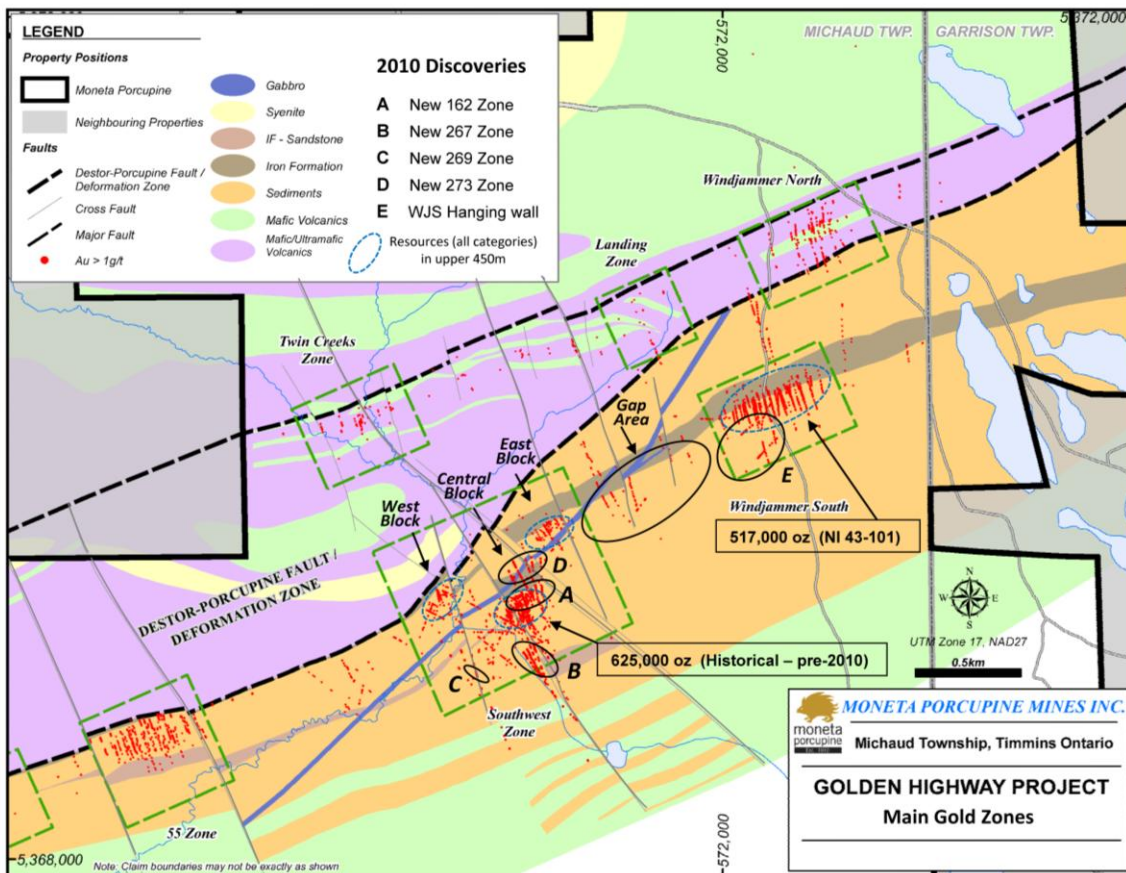 5,372,000
572,000
MICHAUD TWP.
GARRISON TWP.
LEGEND
Property Positions
Moneta Porcupine
Neighbouring Properties
Faults
Destor-Porcupine Fault /
Deformation Zone
Cross Fault
Major Fault
Au > 1g/t
Gabbro
Syenite
IF - Sandstone
Iron Formation
Sediments
Mafic Volcanics
Mafic/Ultramafic
Volcanics
2010 Discoveries
A New 162 Zone
B New 267 Zone
C New 269 Zone
D New 273 Zone
E WJS Hanging wall
Resources (all categories)
in upper 450m
Windjammer North
Landing
Zone
Twin Creeks
Zone
Gap
Area
East
Block
Central
Block
West
Block
E
Windjammer South
517,000 oz (NI 43-101)
D
A
DESTOR-PORCUPINE FAULT /
DEFORMATION ZONE
N
W E
S
UTM Zone 17, NAD27
0.5km
625,000 oz (Historical – pre-2010)
B
C
Southwest
Zone
55 Zone
5,368,000
572,000
Note: Claim boundaries may not be exactly as shown
moneta
porcupine
MONETA PORCUPINE MINES INC.
Michaud Township, Timmins Ontario
GOLDEN HIGHWAY PROJECT
Main Gold Zones